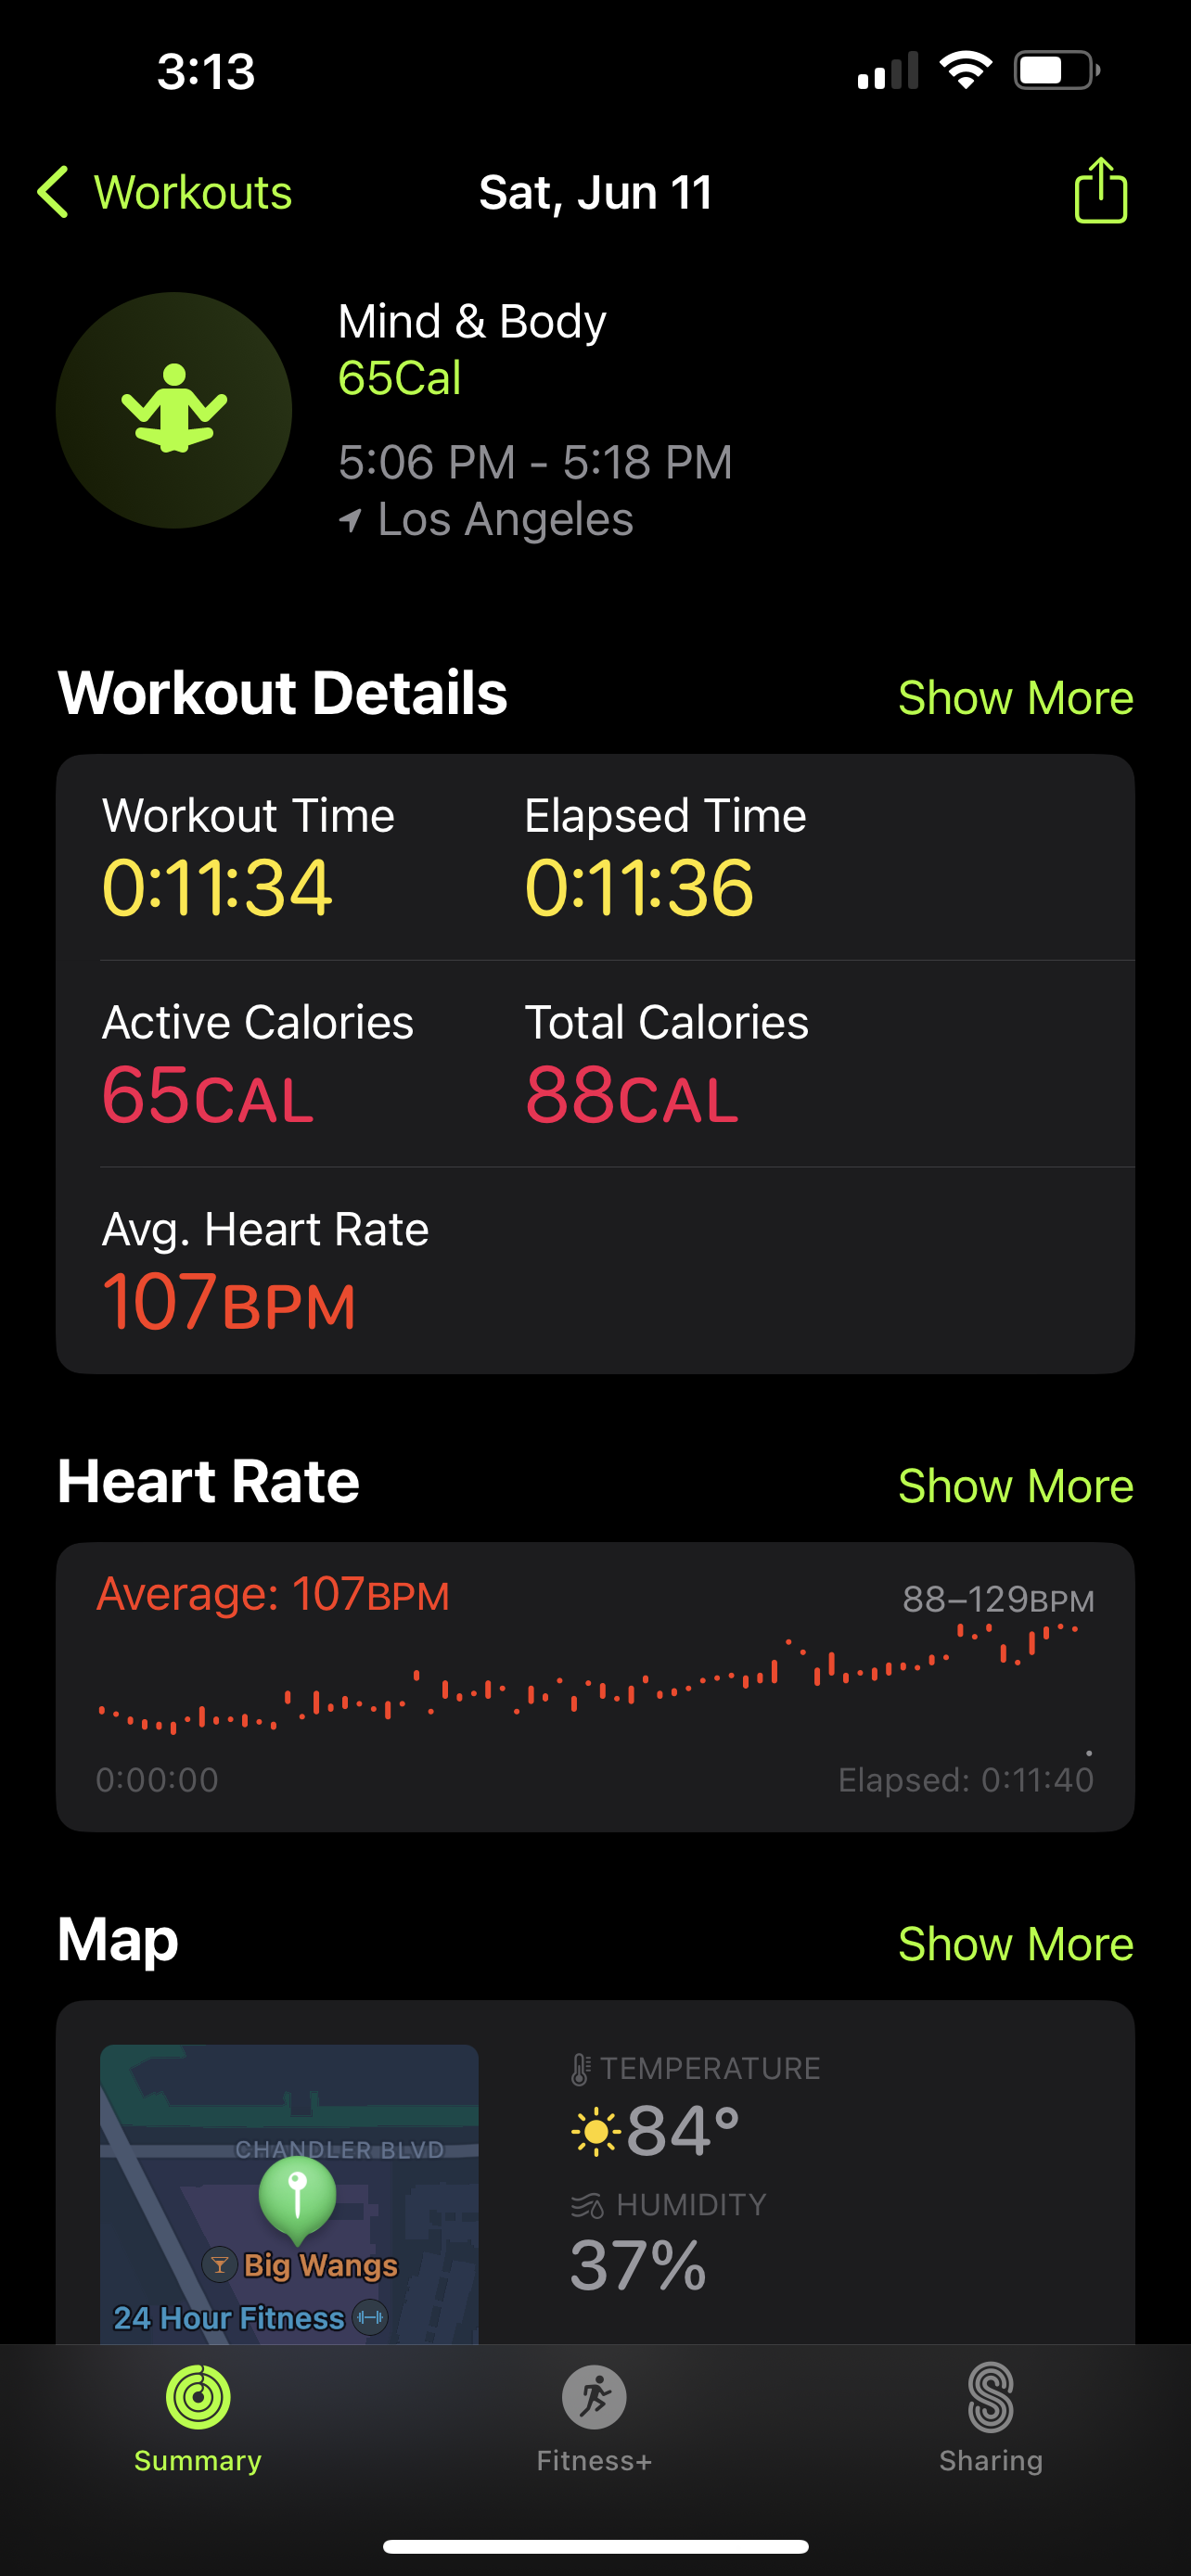 3:13
Workouts Sat, Jun 11
Mind & Body
65Cal
5:06 PM - 5:18 PM
Los Angeles
Workout Details Show More
Workout Time Elapsed Time
0:11:34 0:11:36
Active Calories Total Calories
65CAL 88CAL
Avg. Heart Rate
107BPM
Heart Rate Show More
Average: 107BPM 88–129BPM
0:00:00 Elapsed: 0:11:40
Map Show More
CHANDLER BLVD
Big Wangs
24 Hour Fitness
TEMPERATURE
84°
HUMIDITY
37%
Summary Fitness+ Sharing